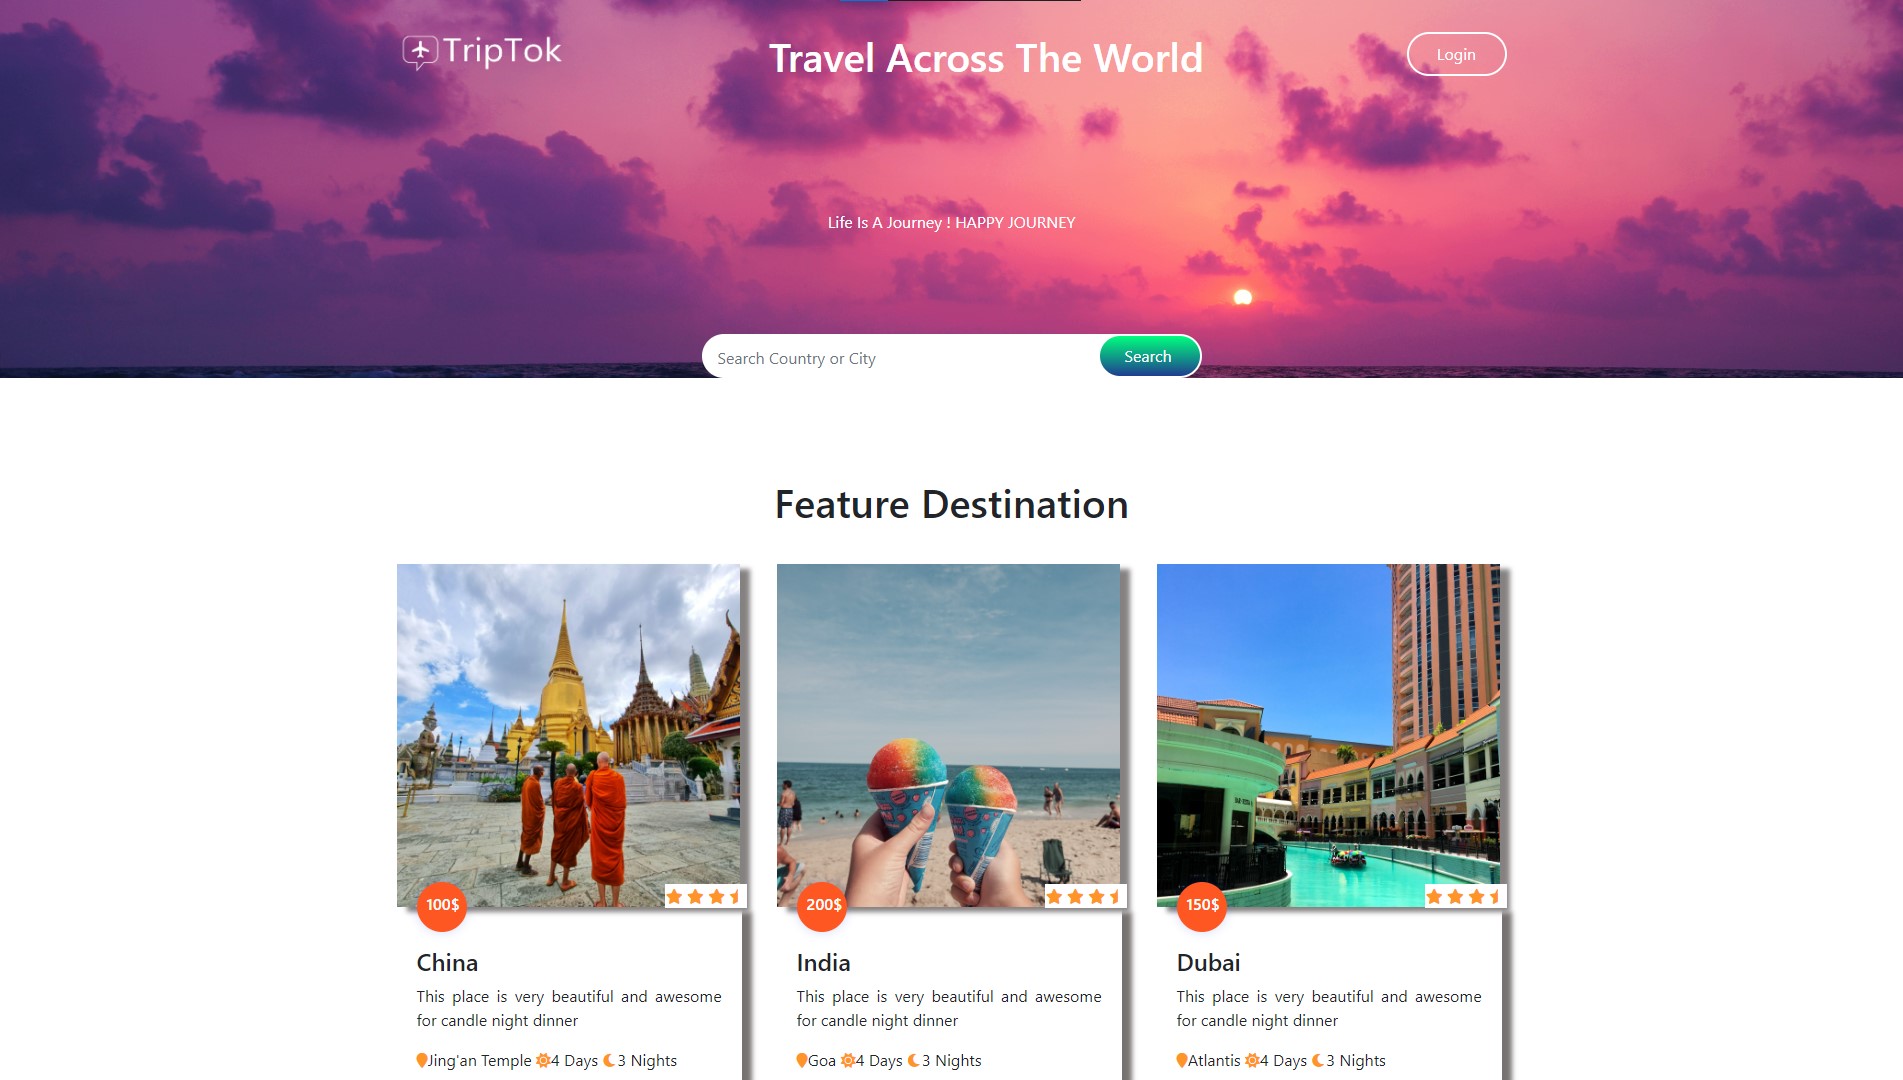 TripTok
Travel Across The World
Login
Life Is A Journey ! HAPPY JOURNEY
Search Country or City
Search
Feature Destination
100$
China
This place is very beautiful and awesome
for candle night dinner
Jing'an Temple 4 Days 3 Nights
200$
India
This place is very beautiful and awesome
for candle night dinner
Goa 4 Days 3 Nights
150$
Dubai
This place is very beautiful and awesome
for candle night dinner
Atlantis 4 Days 3 Nights